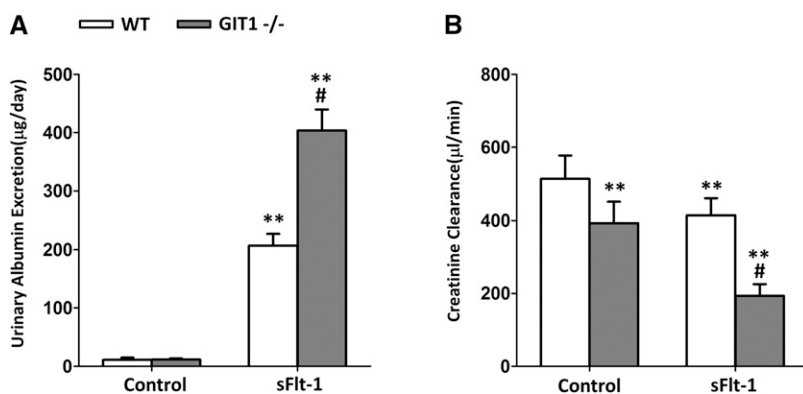 A
WT
GIT1 -/-
B
Urinary Albumin Excretion(μg/day)
500
400
300
200
100
0
**
**
#
Control
sFlt-1
Creatinine Clearance(μl/min)
800
600
400
200
0
**
**
**
#
Control
sFlt-1